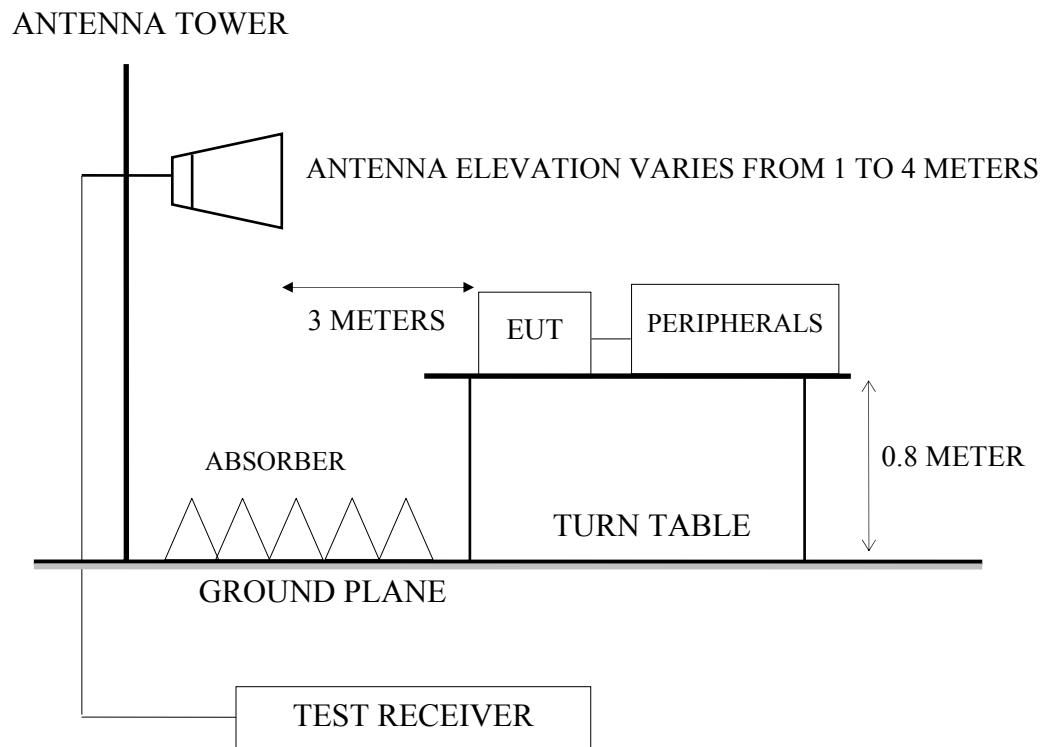 ANTENNA TOWER
ANTENNA ELEVATION VARIES FROM 1 TO 4 METERS
3 METERS
EUT
PERIPHERALS
0.8 METER
ABSORBER
TURN TABLE
GROUND PLANE
TEST RECEIVER